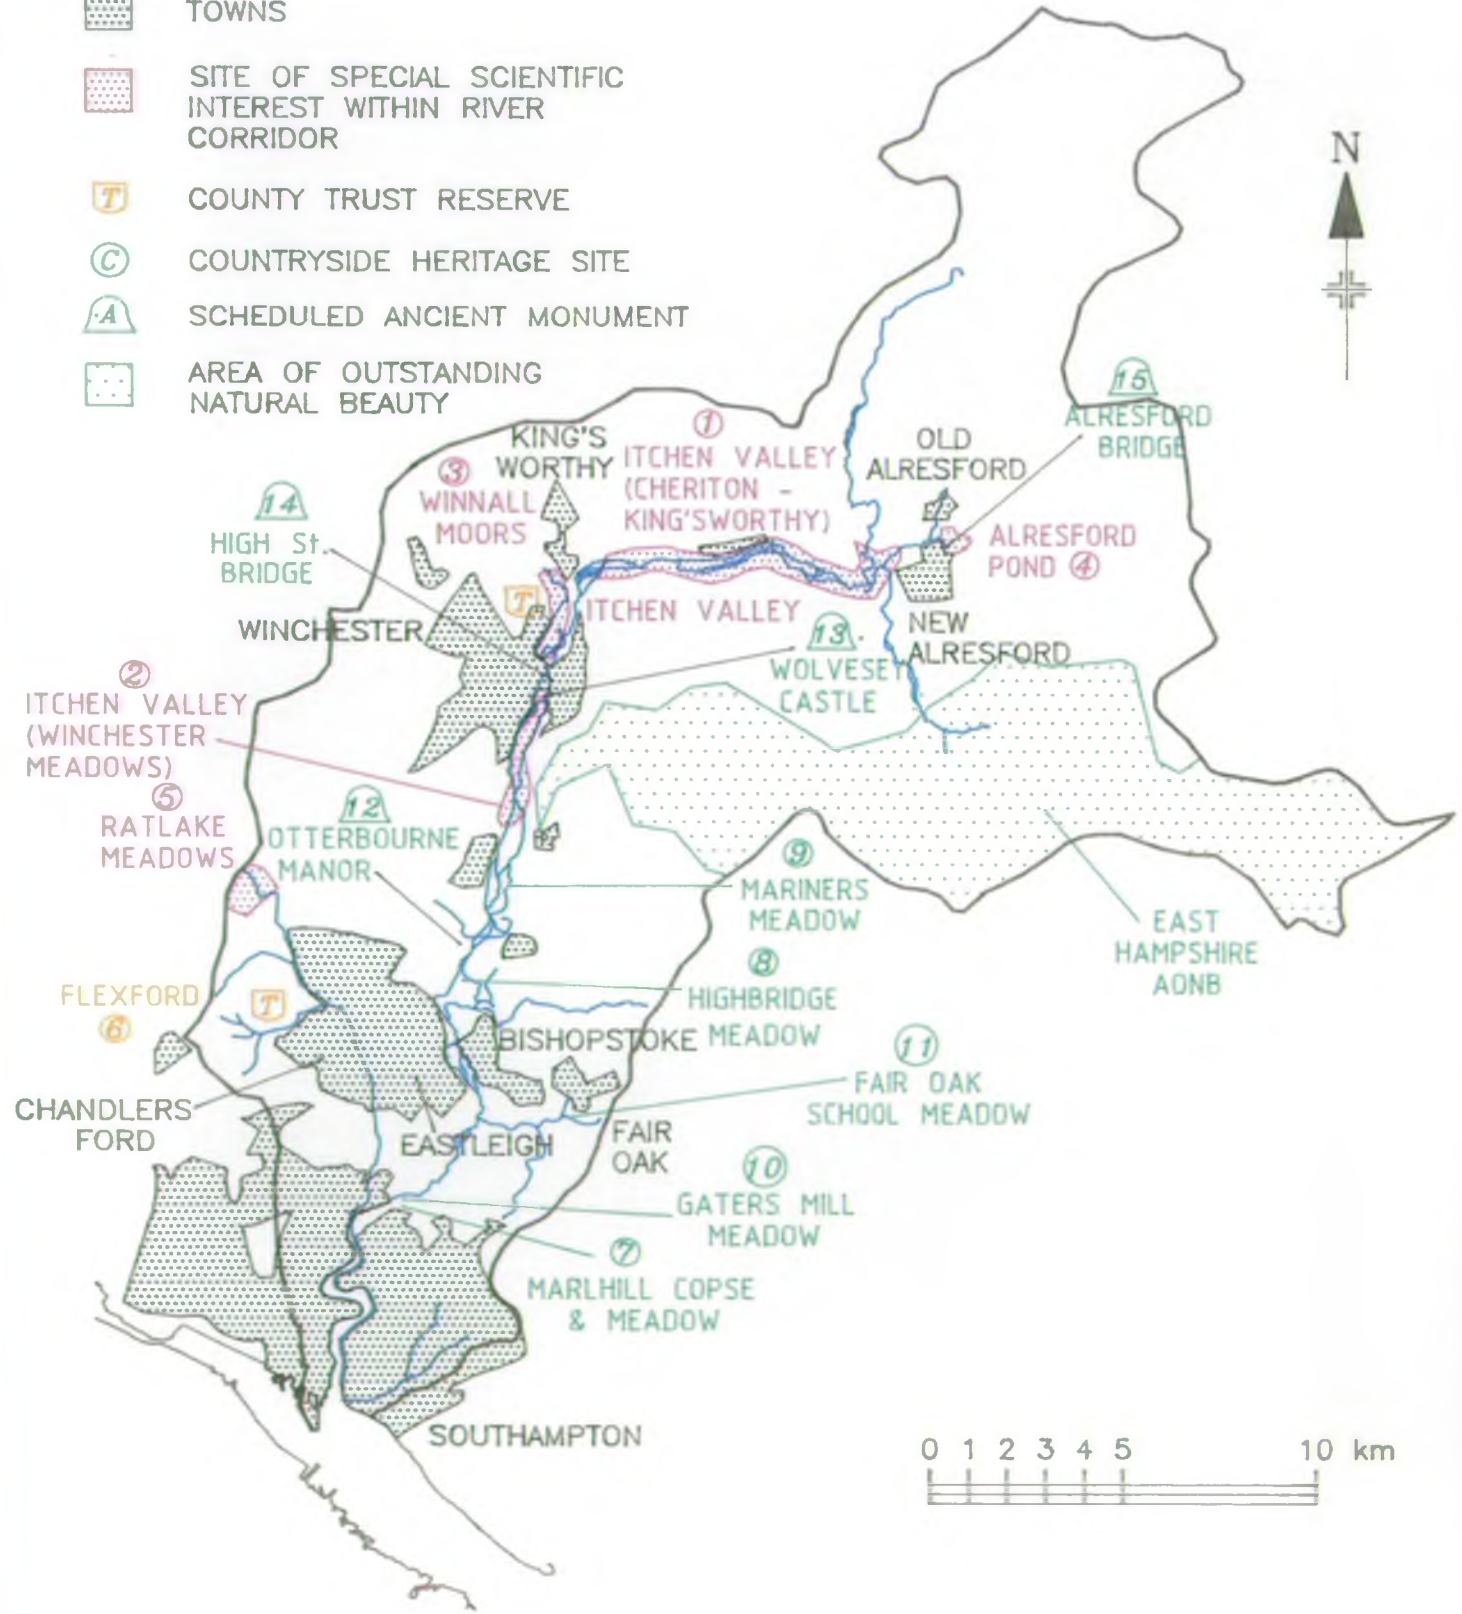 TOWNS
SITE OF SPECIAL SCIENTIFIC
INTEREST WITHIN RIVER
CORRIDOR
T
COUNTY TRUST RESERVE
C
COUNTRYSIDE HERITAGE SITE
A
SCHEDULED ANCIENT MONUMENT
AREA OF OUTSTANDING
NATURAL BEAUTY
N
15
ALRESFORD
BRIDGE
KING'S
WORTHY
1
ITCHEN VALLEY
(CHERITON -
KING'SWORTHY)
OLD
ALRESFORD
3
WINNALL
MOORS
14
HIGH St.
BRIDGE
ALRESFORD
POND 4
T
ITCHEN VALLEY
WINCHESTER
13
WOLVESEY
CASTLE
NEW
ALRESFORD
2
ITCHEN VALLEY
(WINCHESTER
MEADOWS)
5
RATLAKE
MEADOWS
12
OTTERBOURNE
MANOR
9
MARINERS
MEADOW
EAST
HAMPSHIRE
AONB
8
HIGHBRIDGE
MEADOW
FLEXFORD
6
T
BISHOPSTOKE
11
FAIR OAK
SCHOOL MEADOW
CHANDLERS
FORD
EASTLEIGH
FAIR
OAK
10
GATERS MILL
MEADOW
7
MARLHILL COPSE
& MEADOW
SOUTHAMPTON
0 1 2 3 4 5 10 km